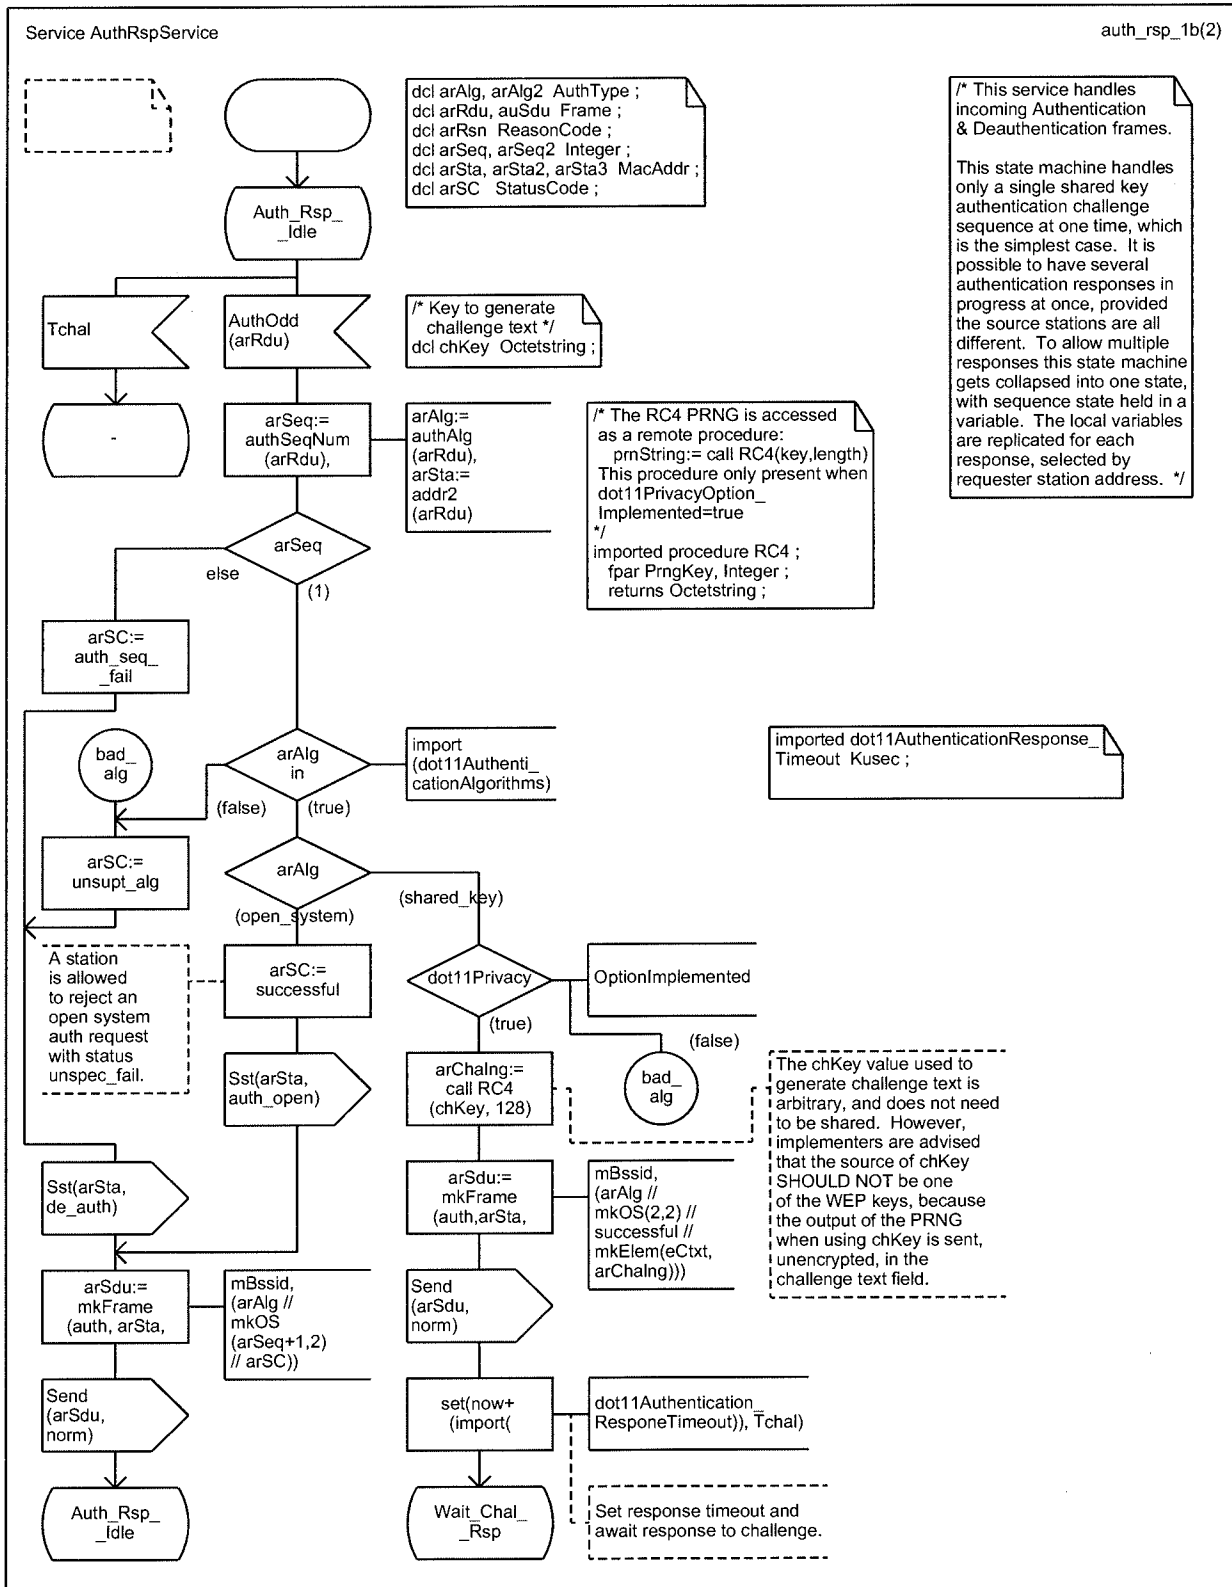 Service AuthRspService
auth_rsp_1b(2)
dcl arAlg, arAlg2 AuthType ;
dcl arRdu, auSdu Frame ;
dcl arRsn ReasonCode ;
dcl arSeq, arSeq2 Integer ;
dcl arSta, arSta2, arSta3 MacAddr ;
dcl arSC StatusCode ;
/* This service handles
incoming Authentication
& Deauthentication frames.
This state machine handles
only a single shared key
authentication challenge
sequence at one time, which
is the simplest case. It is
possible to have several
authentication responses in
progress at once, provided
the source stations are all
different. To allow multiple
responses this state machine
gets collapsed into one state,
with sequence state held in a
variable. The local variables
are replicated for each
response, selected by
requester station address. */
Auth_Rsp_
_Idle
Tchal
AuthOdd
(arRdu)
/* Key to generate
challenge text */
dcl chKey Octetstring ;
-
arSeq:=
authSeqNum
(arRdu),
arAlg:=
authAlg
(arRdu),
arSta:=
addr2
(arRdu)
/* The RC4 PRNG is accessed
as a remote procedure:
prnString:= call RC4(key,length)
This procedure only present when
dot11PrivacyOption_
Implemented=true
*/
imported procedure RC4 ;
fpar PrngKey, Integer ;
returns Octetstring ;
arSeq
else
(1)
arSC:=
auth_seq_
_fail
bad_
alg
arAlg
in
import
(dot11Authenti_
cationAlgorithms)
imported dot11AuthenticationResponse_
Timeout Kusec ;
(false)
(true)
arSC:=
unsupt_alg
arAlg
(shared_key)
(open_system)
A station
is allowed
to reject an
open system
auth request
with status
unspec_fail.
arSC:=
successful
dot11Privacy
OptionImplemented
(true)
(false)
Sst(arSta,
auth_open)
arChalng:=
call RC4
(chKey, 128)
bad_
alg
The chKey value used to
generate challenge text is
arbitrary, and does not need
to be shared. However,
implementers are advised
that the source of chKey
SHOULD NOT be one
of the WEP keys, because
the output of the PRNG
when using chKey is sent,
unencrypted, in the
challenge text field.
Sst(arSta,
de_auth)
arSdu:=
mkFrame
(auth,arSta,
mBssid,
(arAlg //
mkOS(2,2) //
successful //
mkElem(eCtxt,
arChalng)))
arSdu:=
mkFrame
(auth, arSta,
mBssid,
(arAlg //
mkOS
(arSeq+1,2)
// arSC))
Send
(arSdu,
norm)
Send
(arSdu,
norm)
set(now+
(import(
dot11Authentication_
ResponeTimeout)), Tchal)
Auth_Rsp_
_Idle
Wait_Chal_
_Rsp
Set response timeout and
await response to challenge.